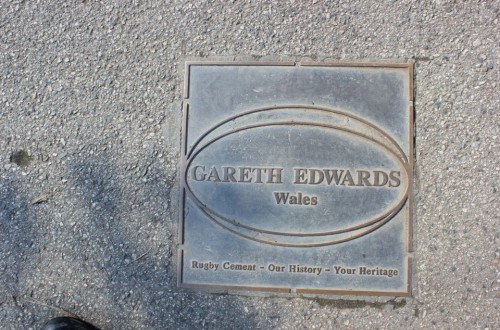 GARETH EDWARDS
Wales
Rugby Cement - Our History - Your Heritage